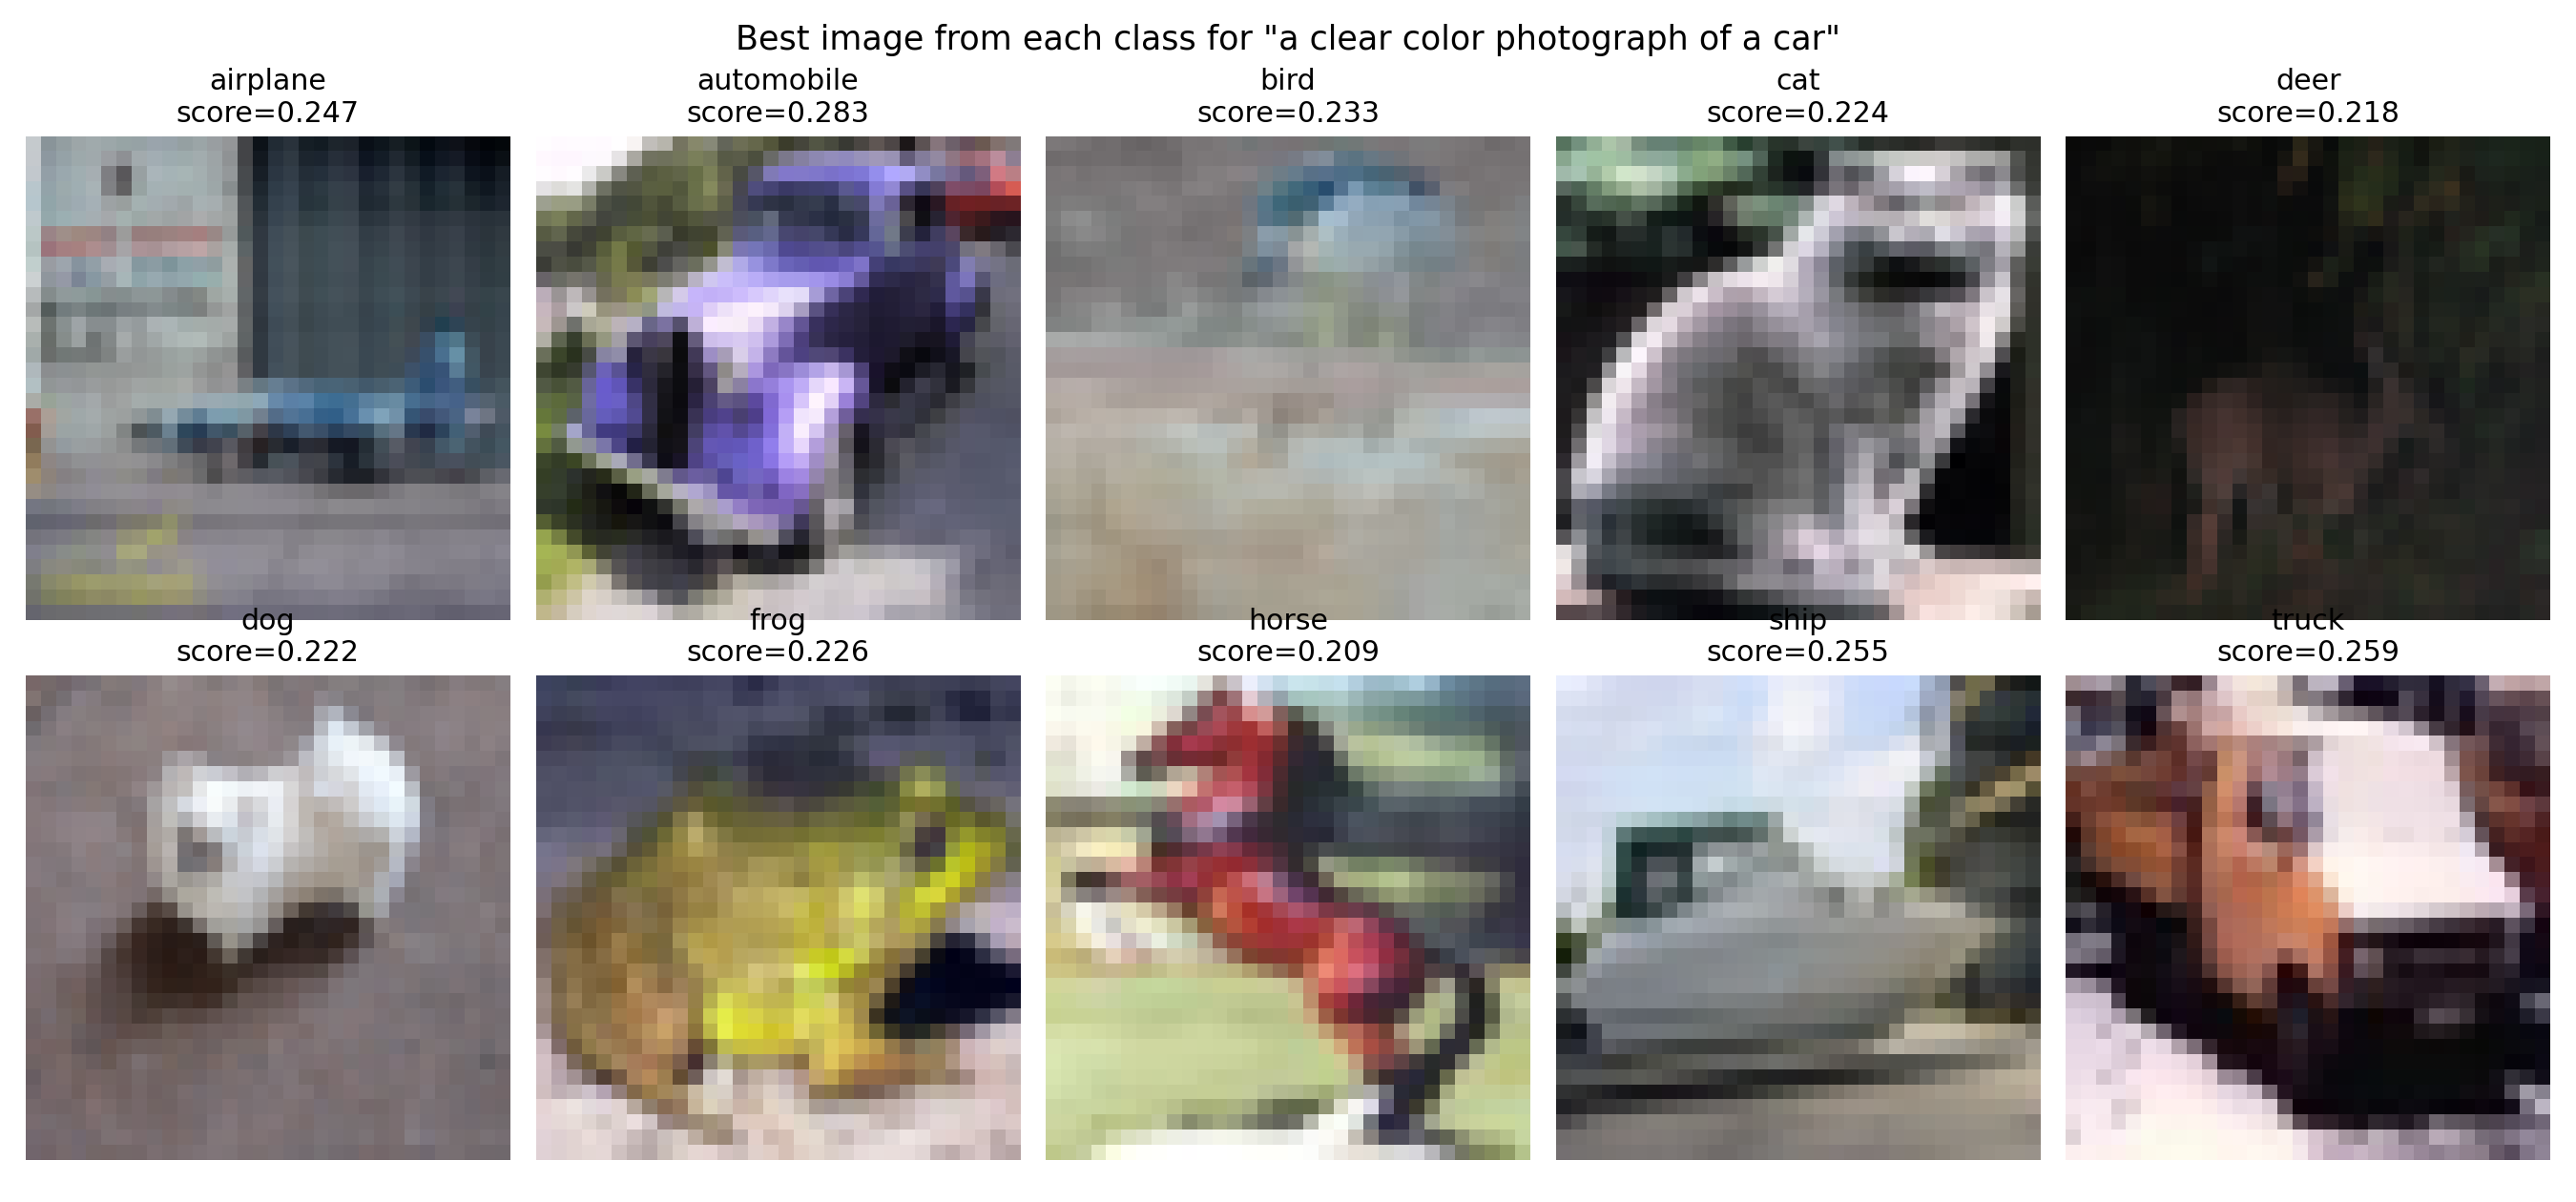 Best image from each class for "a clear color photograph of a car"
airplane
score=0.247
automobile
score=0.283
bird
score=0.233
cat
score=0.224
deer
score=0.218
dog
score=0.222
frog
score=0.226
horse
score=0.209
ship
score=0.255
truck
score=0.259